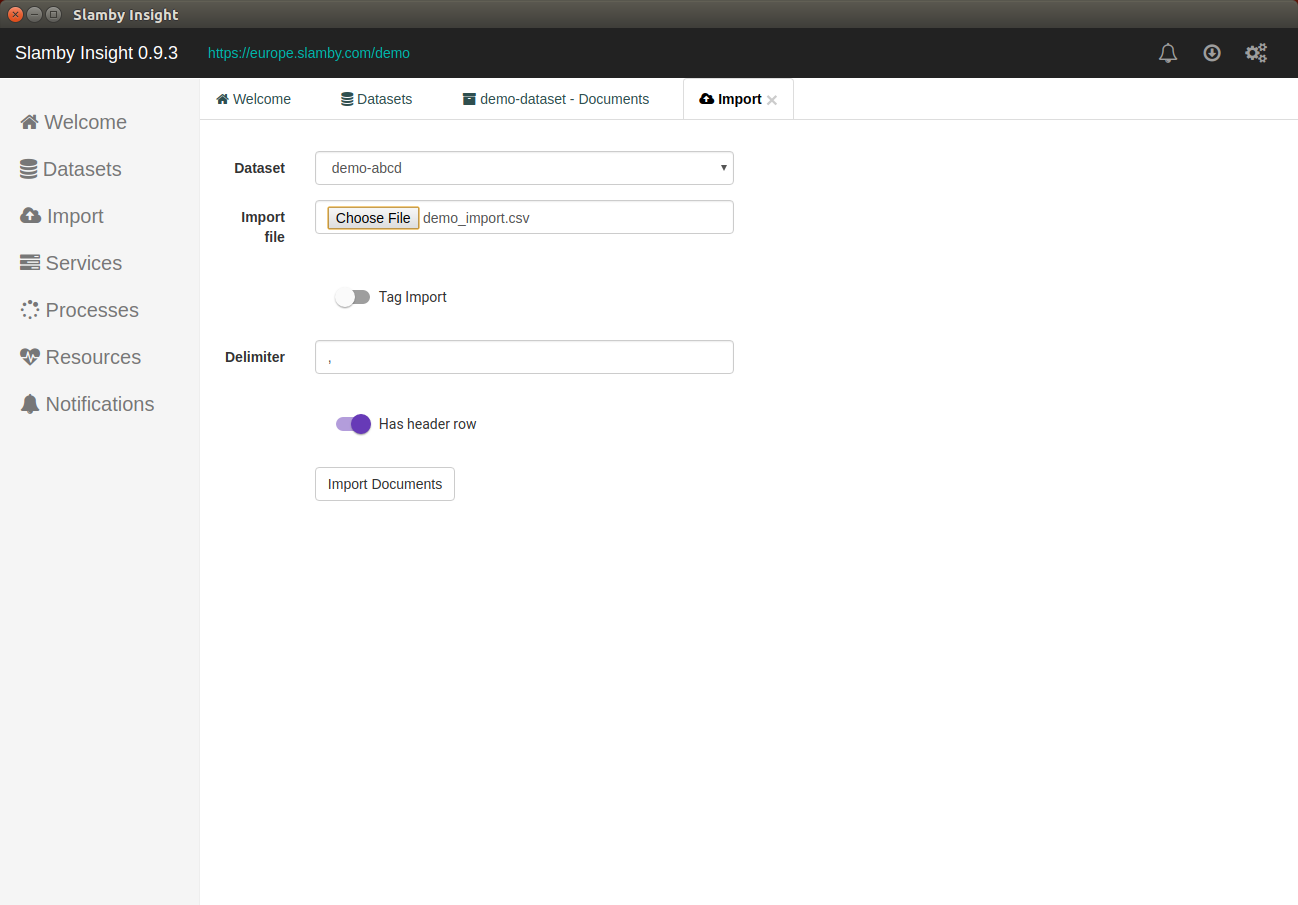 Slamby Insight
Slamby Insight 0.9.3 https://europe.slamby.com/demo
Welcome Datasets demo-dataset - Documents Import
Welcome
Datasets
Import
Services
Processes
Resources
Notifications
Dataset demo-abcd
Import file Choose File demo_import.csv
Tag Import
Delimiter ,
Has header row
Import Documents